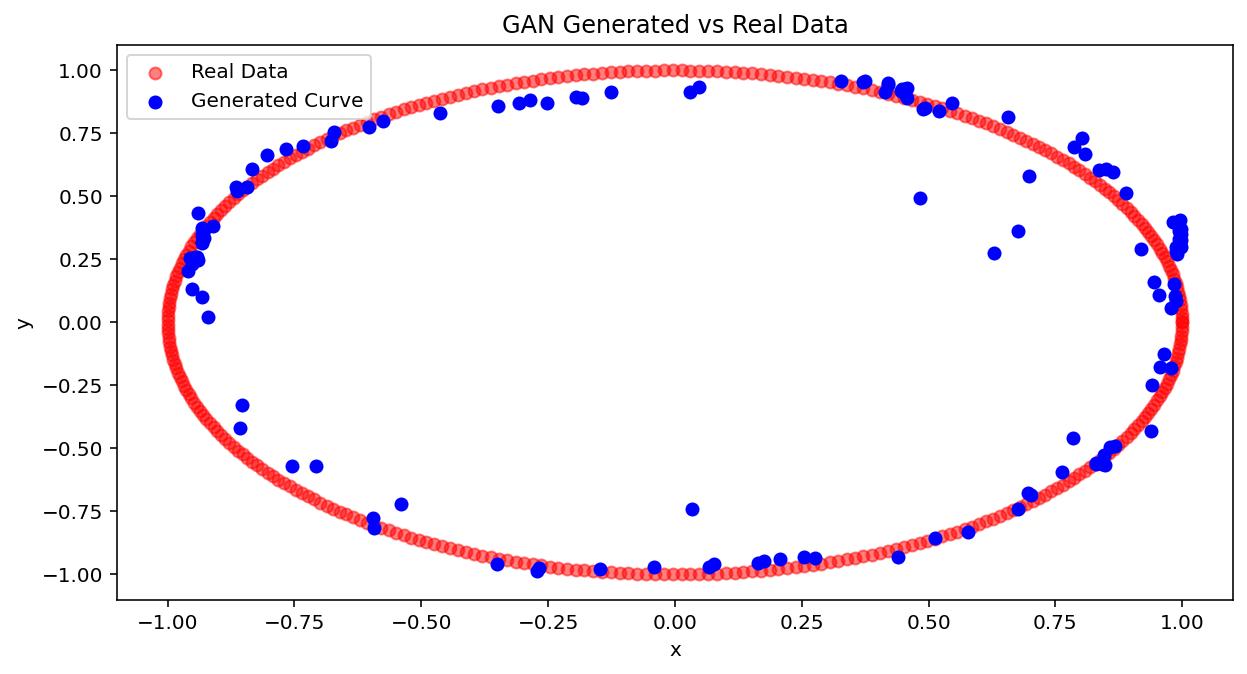 GAN Generated vs Real Data
Real Data
Generated Curve
1.00
0.75
0.50
0.25
0.00
−0.25
−0.50
−0.75
−1.00
y
−1.00 −0.75 −0.50 −0.25 0.00 0.25 0.50 0.75 1.00
x